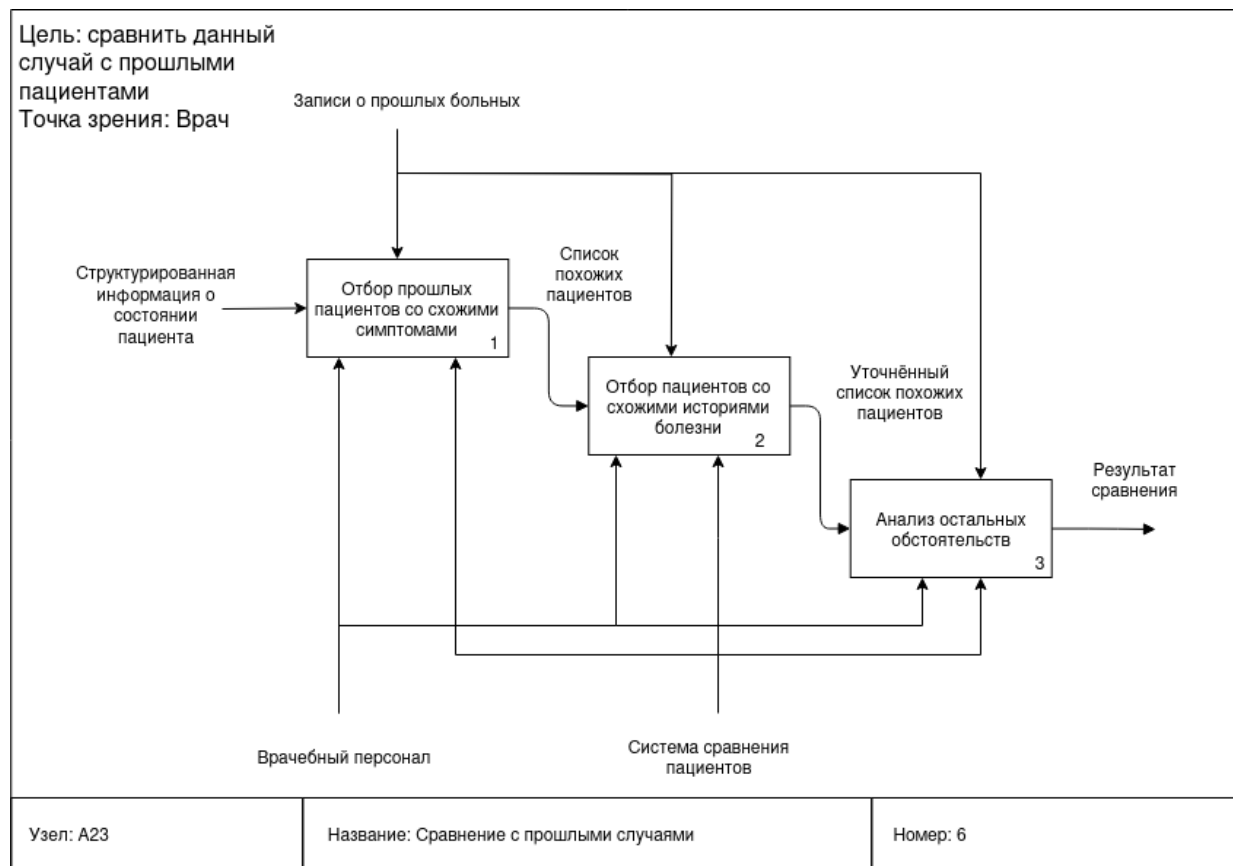 Цель: сравнить данный
случай с прошлыми
пациентами
Точка зрения: Врач
Записи о прошлых больных
Структурированная
информация о
состоянии
пациента
Отбор прошлых
пациентов со схожими
симптомами
1
Список
похожих
пациентов
Отбор пациентов со
схожими историями
болезни
2
Уточнённый
список похожих
пациентов
Анализ остальных
обстоятельств
3
Результат
сравнения
Врачебный персонал
Система сравнения
пациентов
Узел: A23
Название: Сравнение с прошлыми случаями
Номер: 6